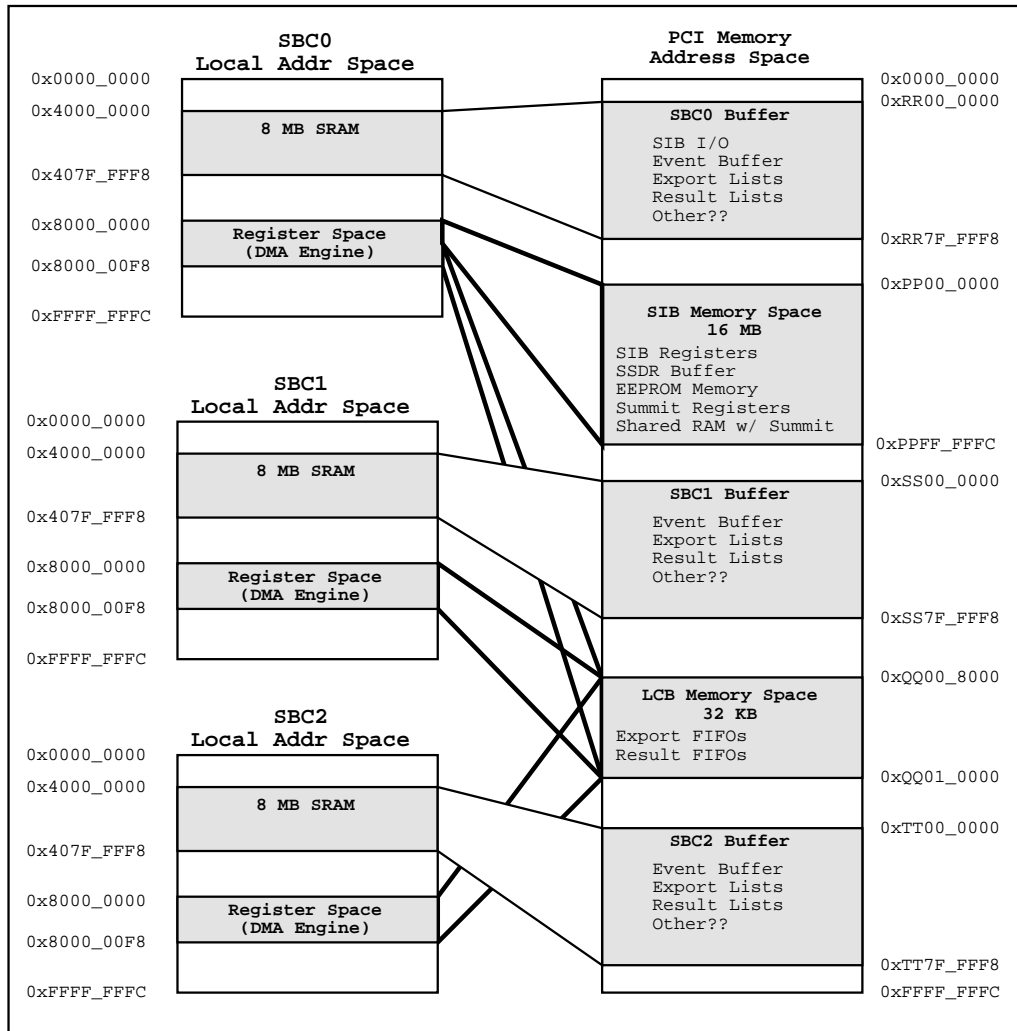 SBC0
Local Addr Space
0x0000_0000
0x4000_0000
8 MB SRAM
0x407F_FFF8
0x8000_0000
Register Space
(DMA Engine)
0x8000_00F8
0xFFFF_FFFC
SBC1
Local Addr Space
0x0000_0000
0x4000_0000
8 MB SRAM
0x407F_FFF8
0x8000_0000
Register Space
(DMA Engine)
0x8000_00F8
0xFFFF_FFFC
SBC2
Local Addr Space
0x0000_0000
0x4000_0000
8 MB SRAM
0x407F_FFF8
0x8000_0000
Register Space
(DMA Engine)
0x8000_00F8
0xFFFF_FFFC
PCI Memory
Address Space
0x0000_0000
0xRR00_0000
SBC0 Buffer
SIB I/O
Event Buffer
Export Lists
Result Lists
Other??
0xRR7F_FFF8
0xPP00_0000
SIB Memory Space
16 MB
SIB Registers
SSDR Buffer
EEPROM Memory
Summit Registers
Shared RAM w/ Summit
0xPPFF_FFFC
0xSS00_0000
SBC1 Buffer
Event Buffer
Export Lists
Result Lists
Other??
0xSS7F_FFF8
0xQQ00_8000
LCB Memory Space
32 KB
Export FIFOs
Result FIFOs
0xQQ01_0000
0xTT00_0000
SBC2 Buffer
Event Buffer
Export Lists
Result Lists
Other??
0xTT7F_FFF8
0xFFFF_FFFC